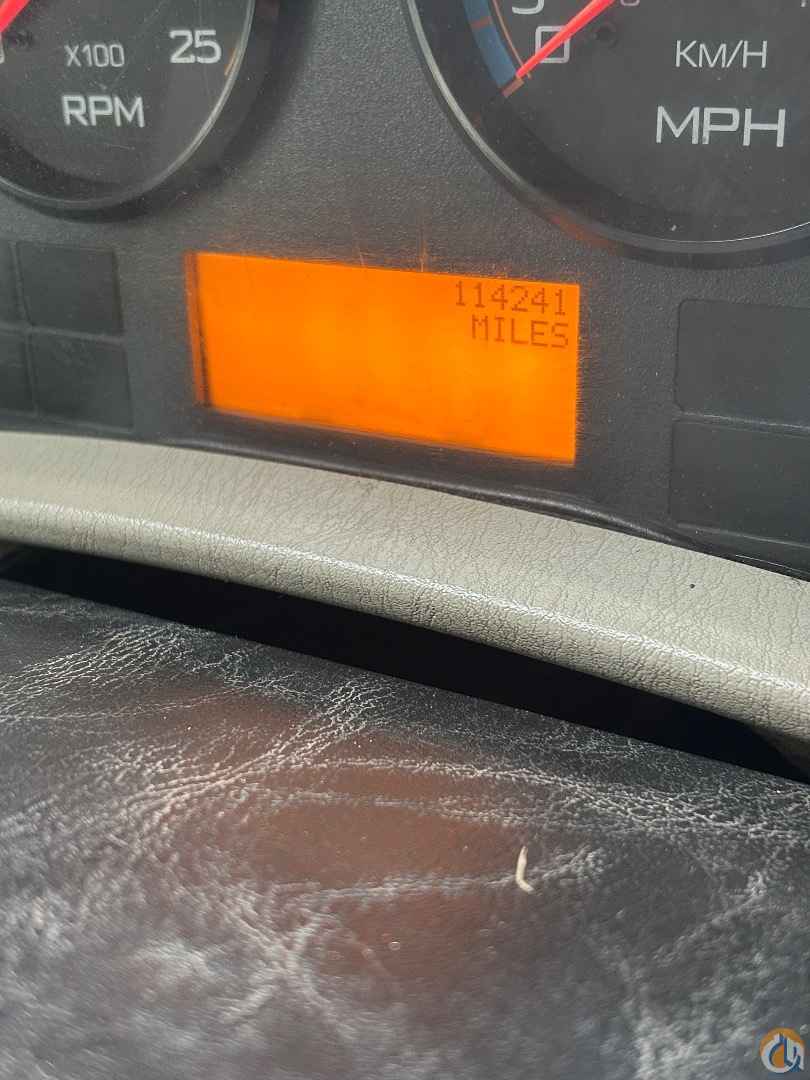 X100 25
RPM
0
KM/H
MPH
114241
MILES